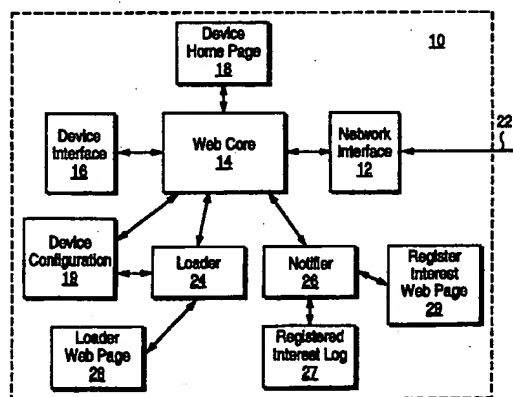 Device
Home Page
18
10
22
Device
Interface
16
Web Core
14
Network
Interface
12
Device
Configuration
19
Loader
24
Notifier
26
Register
Interest Web Page
29
Loader
Web Page
28
Registered
Interest Log
27